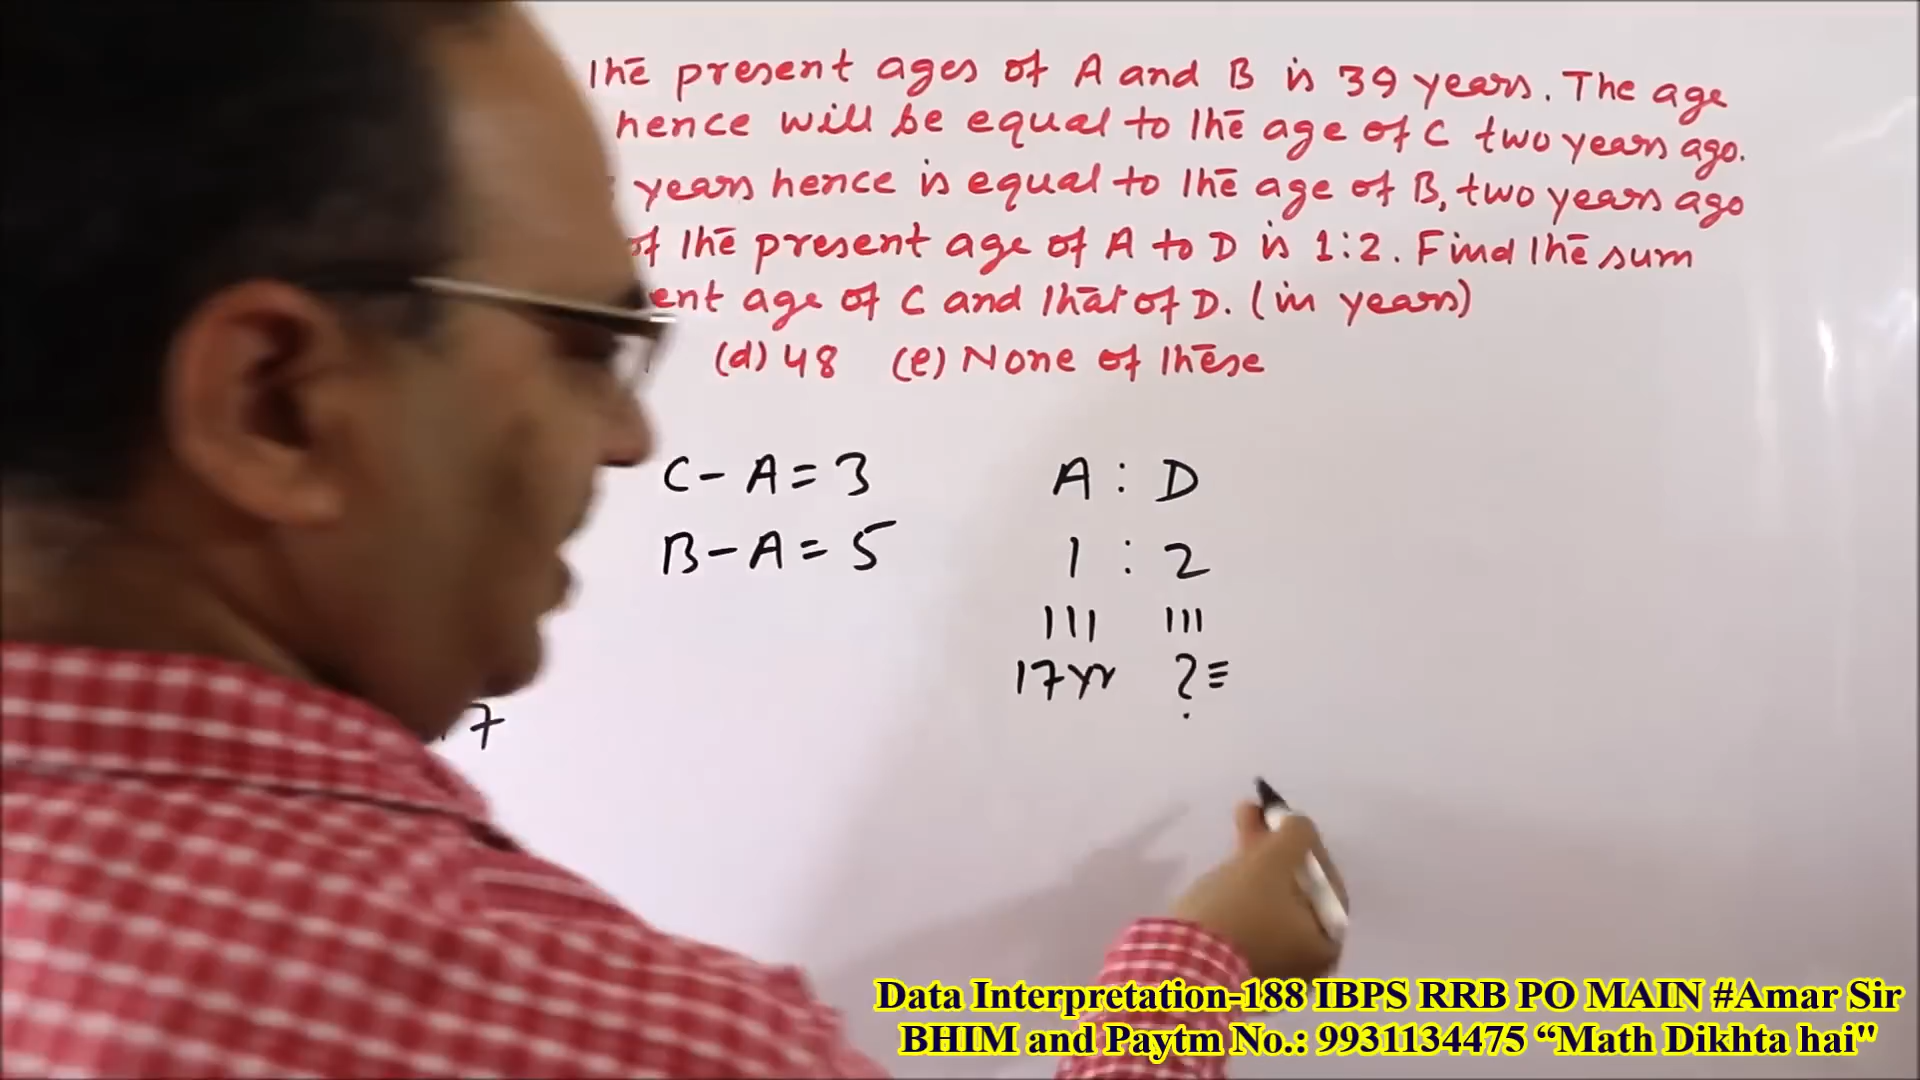 The present ages of A and B is 39 years. The age
hence will be equal to the age of C two years ago.
years hence is equal to the age of B, two years ago
of the present age of A to D is 1:2. Find the sum
ent age of C and that of D. (in years)
(d) 48 (e) None of these
C - A = 3
B - A = 5
7
A : D
1 : 2
111 111
17yr ? =
Data Interpretation-188 IBPS RRB PO MAIN #Amar Sir
BHIM and Paytm No.: 9931134475 “Math Dikhta hai"